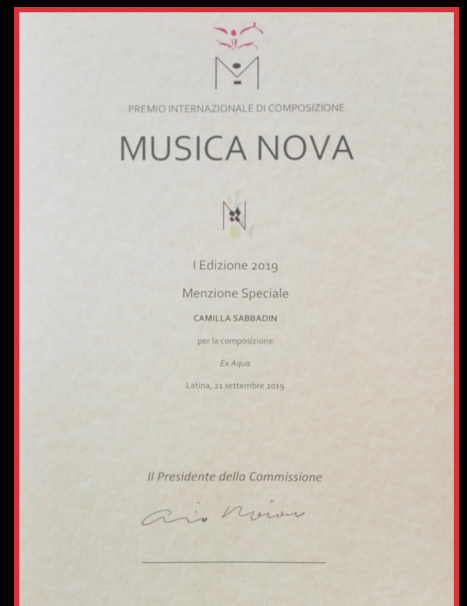 PREMIO INTERNAZIONALE DI COMPOSIZIONE
MUSICA NOVA
I Edizione 2019
Menzione Speciale
CAMILLA SABBADIN
per la composizione
Ex Aqua
Latina, 21 settembre 2019
Il Presidente della Commissione